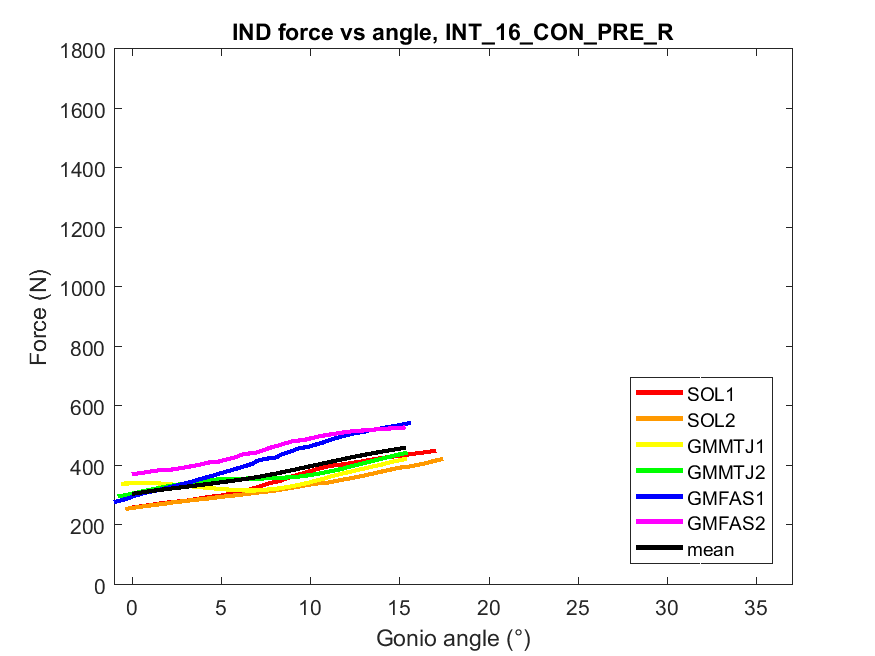 IND force vs angle, INT_16_CON_PRE_R
1800
1600
1400
1200
1000
800
600
400
200
0
Force (N)
0 5 10 15 20 25 30 35
Gonio angle (°)
SOL1
SOL2
GMMTJ1
GMMTJ2
GMFAS1
GMFAS2
mean